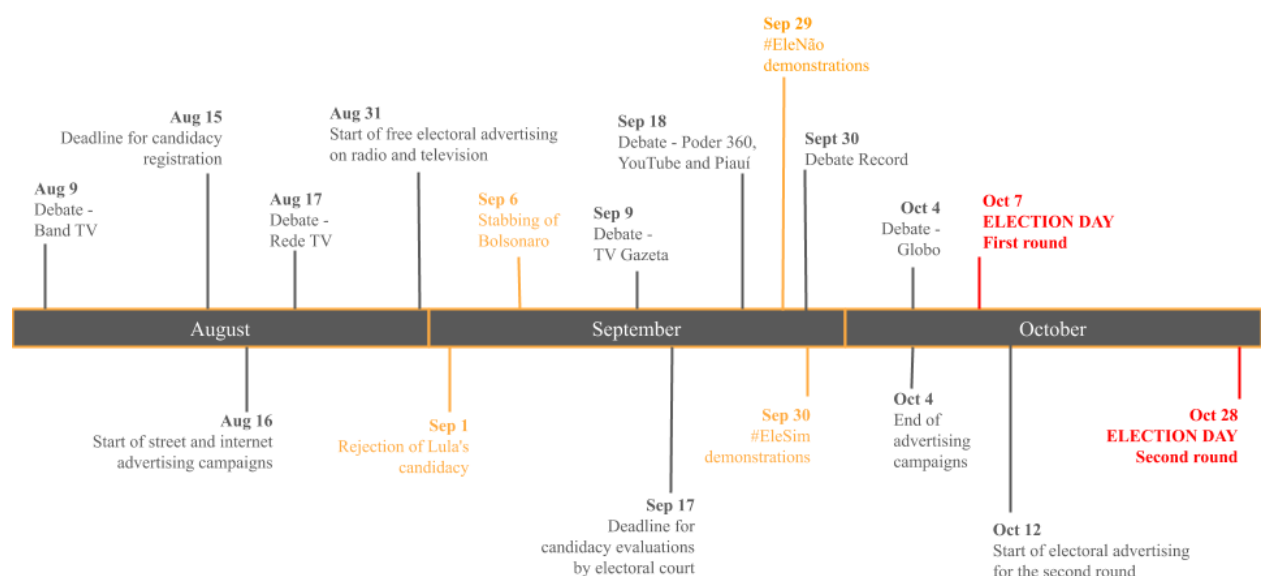 Sep 29
#EleNão
demonstrations
Aug 15
Deadline for candidacy
registration
Aug 31
Start of free electoral advertising
on radio and television
Sep 18
Debate - Poder 360,
YouTube and Piauí
Sept 30
Debate Record
Aug 9
Debate -
Band TV
Aug 17
Debate -
Rede TV
Sep 6
Stabbing of
Bolsonaro
Sep 9
Debate -
TV Gazeta
Oct 4
Debate -
Globo
Oct 7
ELECTION DAY
First round
August
September
October
Aug 16
Start of street and internet
advertising campaigns
Sep 1
Rejection of Lula's
candidacy
Sep 17
Deadline for
candidacy evaluations
by electoral court
Sep 30
#EleSim
demonstrations
Oct 4
End of
advertising
campaigns
Oct 12
Start of electoral advertising
for the second round
Oct 28
ELECTION DAY
Second round